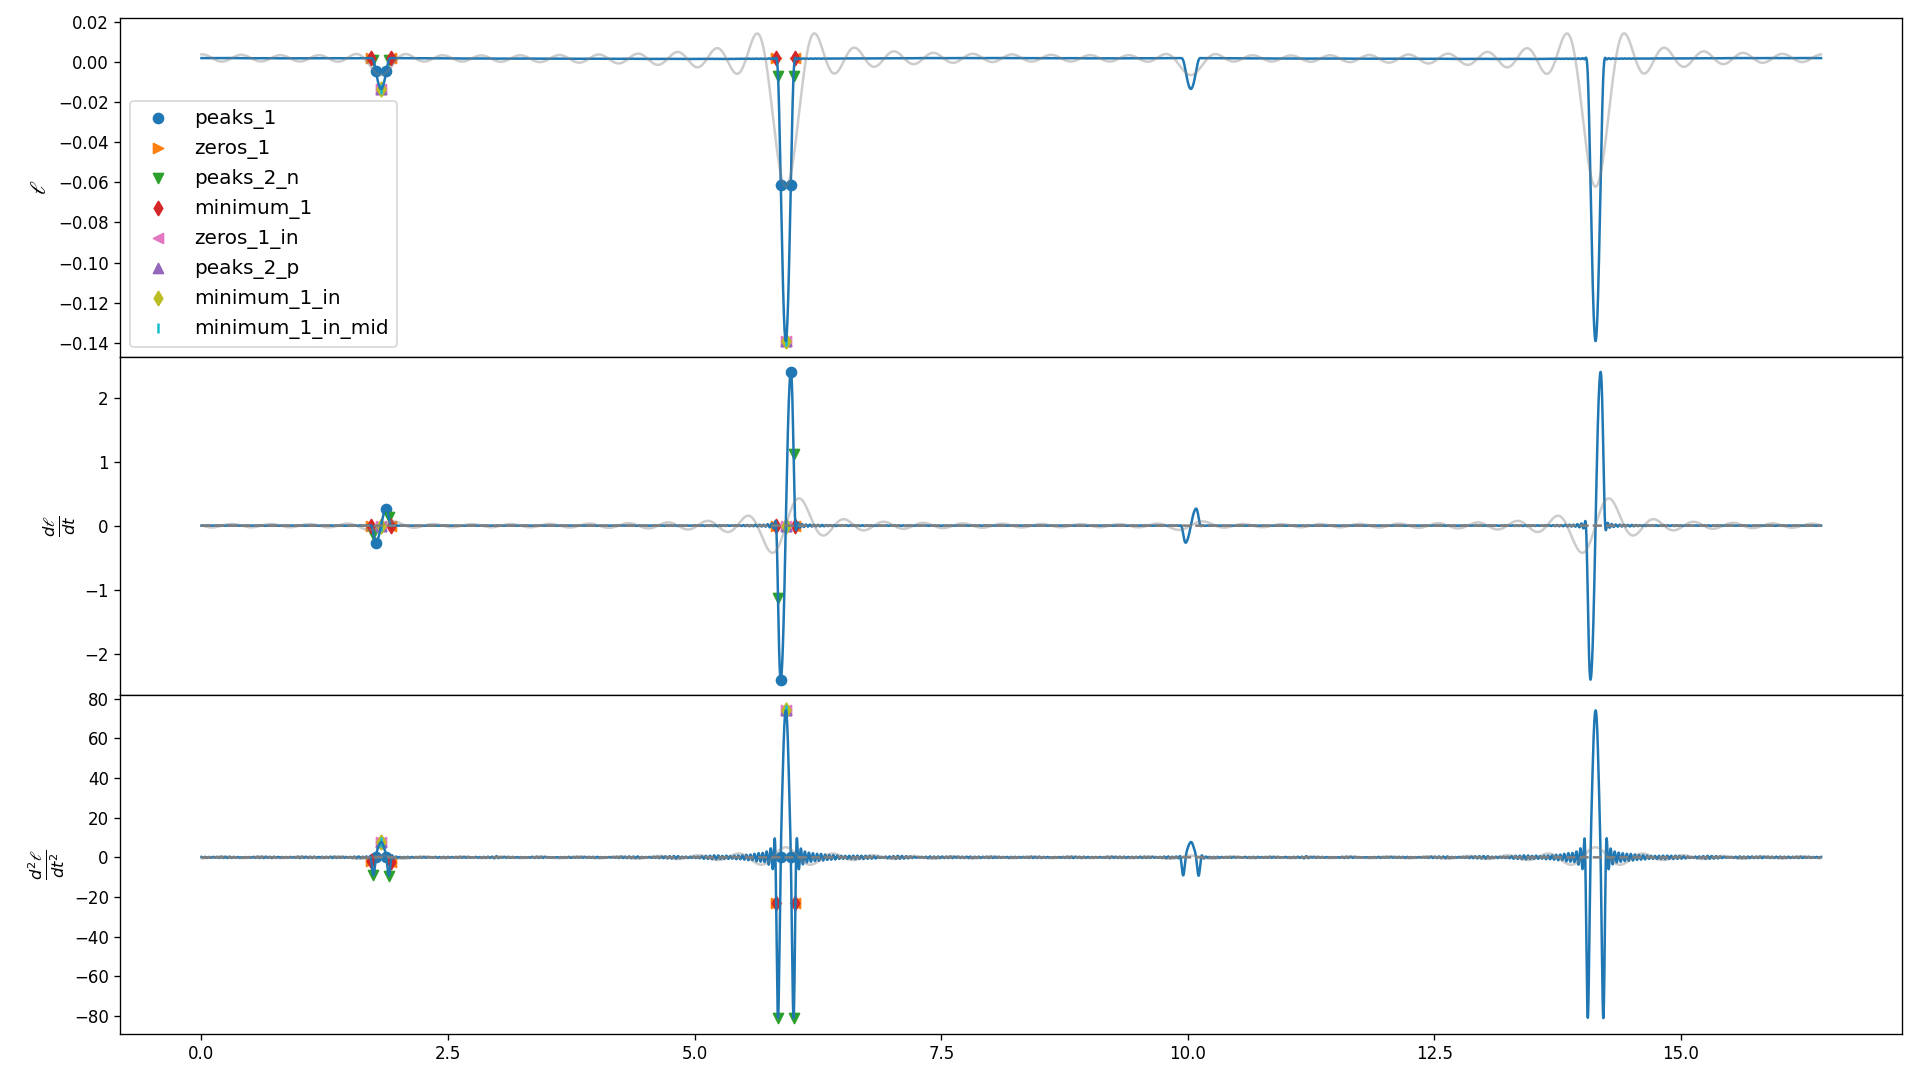 0.02
0.00
−0.02
−0.04
−0.06
−0.08
−0.10
−0.12
−0.14
ℓ
peaks_1
zeros_1
peaks_2_n
minimum_1
zeros_1_in
peaks_2_p
minimum_1_in
minimum_1_in_mid
2
1
0
−1
−2
dℓ
dt
80
60
40
20
0
−20
−40
−60
−80
d²ℓ
dt²
0.0 2.5 5.0 7.5 10.0 12.5 15.0